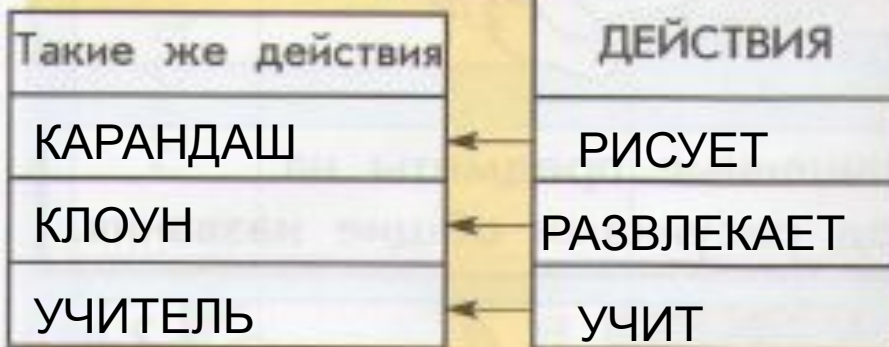 Такие же действия
ДЕЙСТВИЯ
КАРАНДАШ
РИСУЕТ
КЛОУН
РАЗВЛЕКАЕТ
УЧИТЕЛЬ
УЧИТ